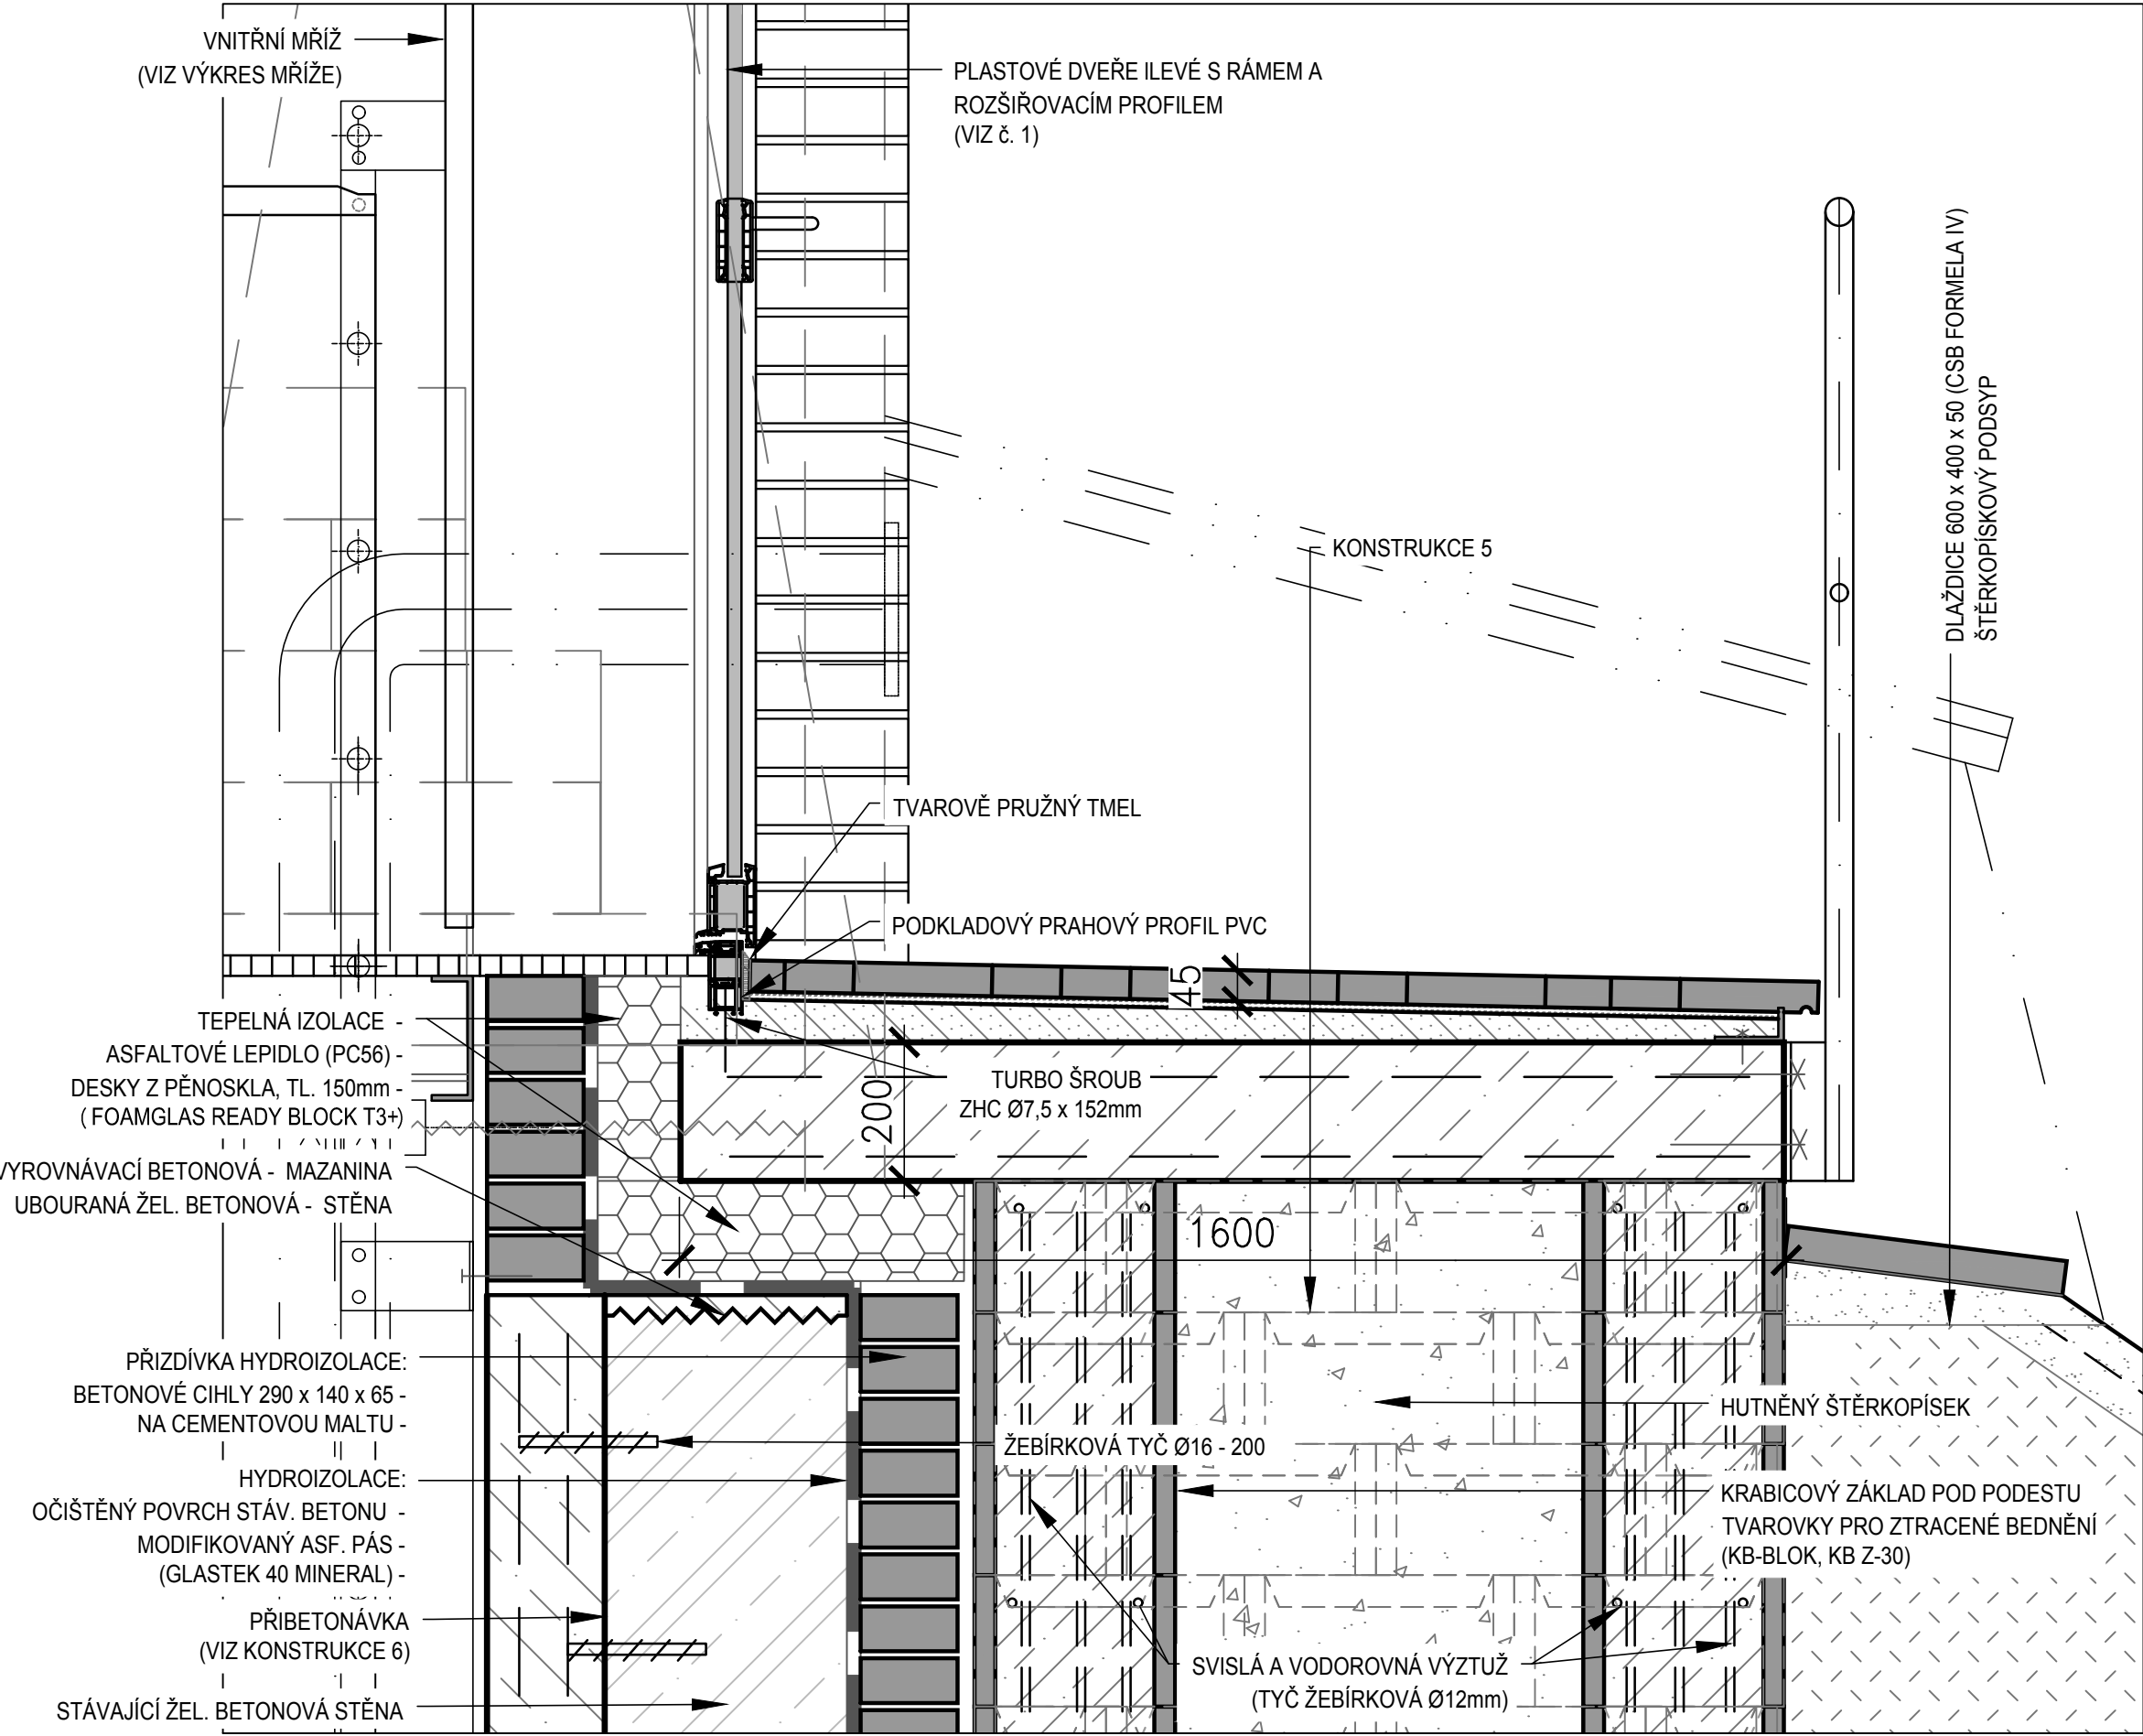 VNITŘNÍ MŘÍŽ
(VIZ VÝKRES MŘÍŽE)
PLASTOVÉ DVEŘE ILEVÉ S RÁMEM A
ROZŠIŘOVACÍM PROFILEM
(VIZ č. 1)
DLAŽDICE 600 x 400 x 50 (CSB FORMELA IV)
ŠTĚRKOPÍSKOVÝ PODSYP
KONSTRUKCE 5
TVAROVĚ PRUŽNÝ TMEL
PODKLADOVÝ PRAHOVÝ PROFIL PVC
45
TEPELNÁ IZOLACE -
ASFALTOVÉ LEPIDLO (PC56) -
DESKY Z PĚNOSKLA, TL. 150mm -
( FOAMGLAS READY BLOCK T3+)
TURBO ŠROUB
ZHC Ø7,5 x 152mm
200
VYROVNÁVACÍ BETONOVÁ - MAZANINA
UBOURANÁ ŽEL. BETONOVÁ - STĚNA
1600
PŘIZDÍVKA HYDROIZOLACE:
BETONOVÉ CIHLY 290 x 140 x 65 -
NA CEMENTOVOU MALTU -
HUTNĚNÝ ŠTĚRKOPÍSEK
ŽEBÍRKOVÁ TYČ Ø16 - 200
HYDROIZOLACE:
OČIŠTĚNÝ POVRCH STÁV. BETONU -
MODIFIKOVANÝ ASF. PÁS -
(GLASTEK 40 MINERAL) -
KRABICOVÝ ZÁKLAD POD PODESTU
TVAROVKY PRO ZTRACENÉ BEDNĚNÍ
(KB-BLOK, KB Z-30)
PŘIBETONÁVKA
(VIZ KONSTRUKCE 6)
SVISLÁ A VODOROVNÁ VÝZTUŽ
(TYČ ŽEBÍRKOVÁ Ø12mm)
STÁVAJÍCÍ ŽEL. BETONOVÁ STĚNA